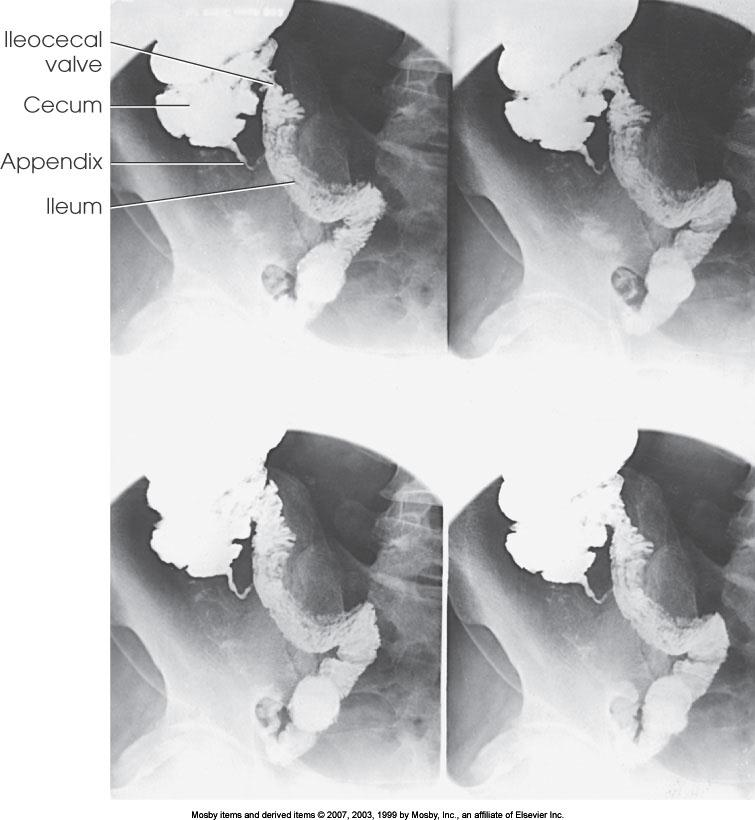 Ileocecal
valve
Cecum
Appendix
Ileum
Mosby items and derived items © 2007, 2003, 1999 by Mosby, Inc., an affiliate of Elsevier Inc.